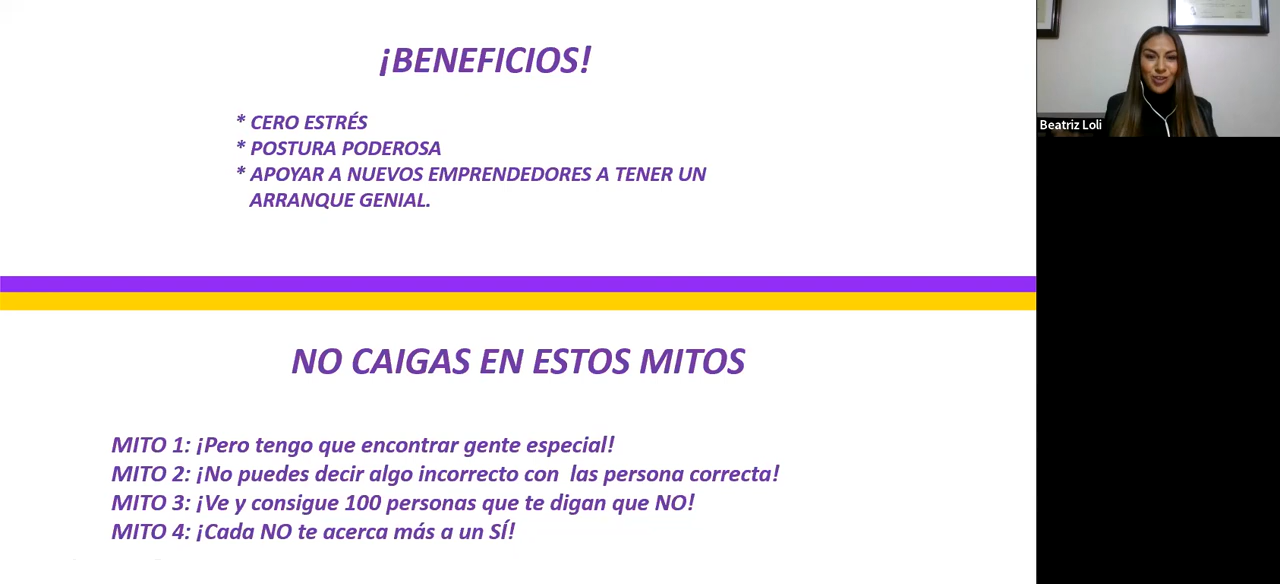 ¡BENEFICIOS!
* CERO ESTRÉS
* POSTURA PODEROSA
* APOYAR A NUEVOS EMPRENDEDORES A TENER UN
ARRANQUE GENIAL.
Beatriz Loli
NO CAIGAS EN ESTOS MITOS
MITO 1: ¡Pero tengo que encontrar gente especial!
MITO 2: ¡No puedes decir algo incorrecto con  las persona correcta!
MITO 3: ¡Ve y consigue 100 personas que te digan que NO!
MITO 4: ¡Cada NO te acerca más a un SÍ!